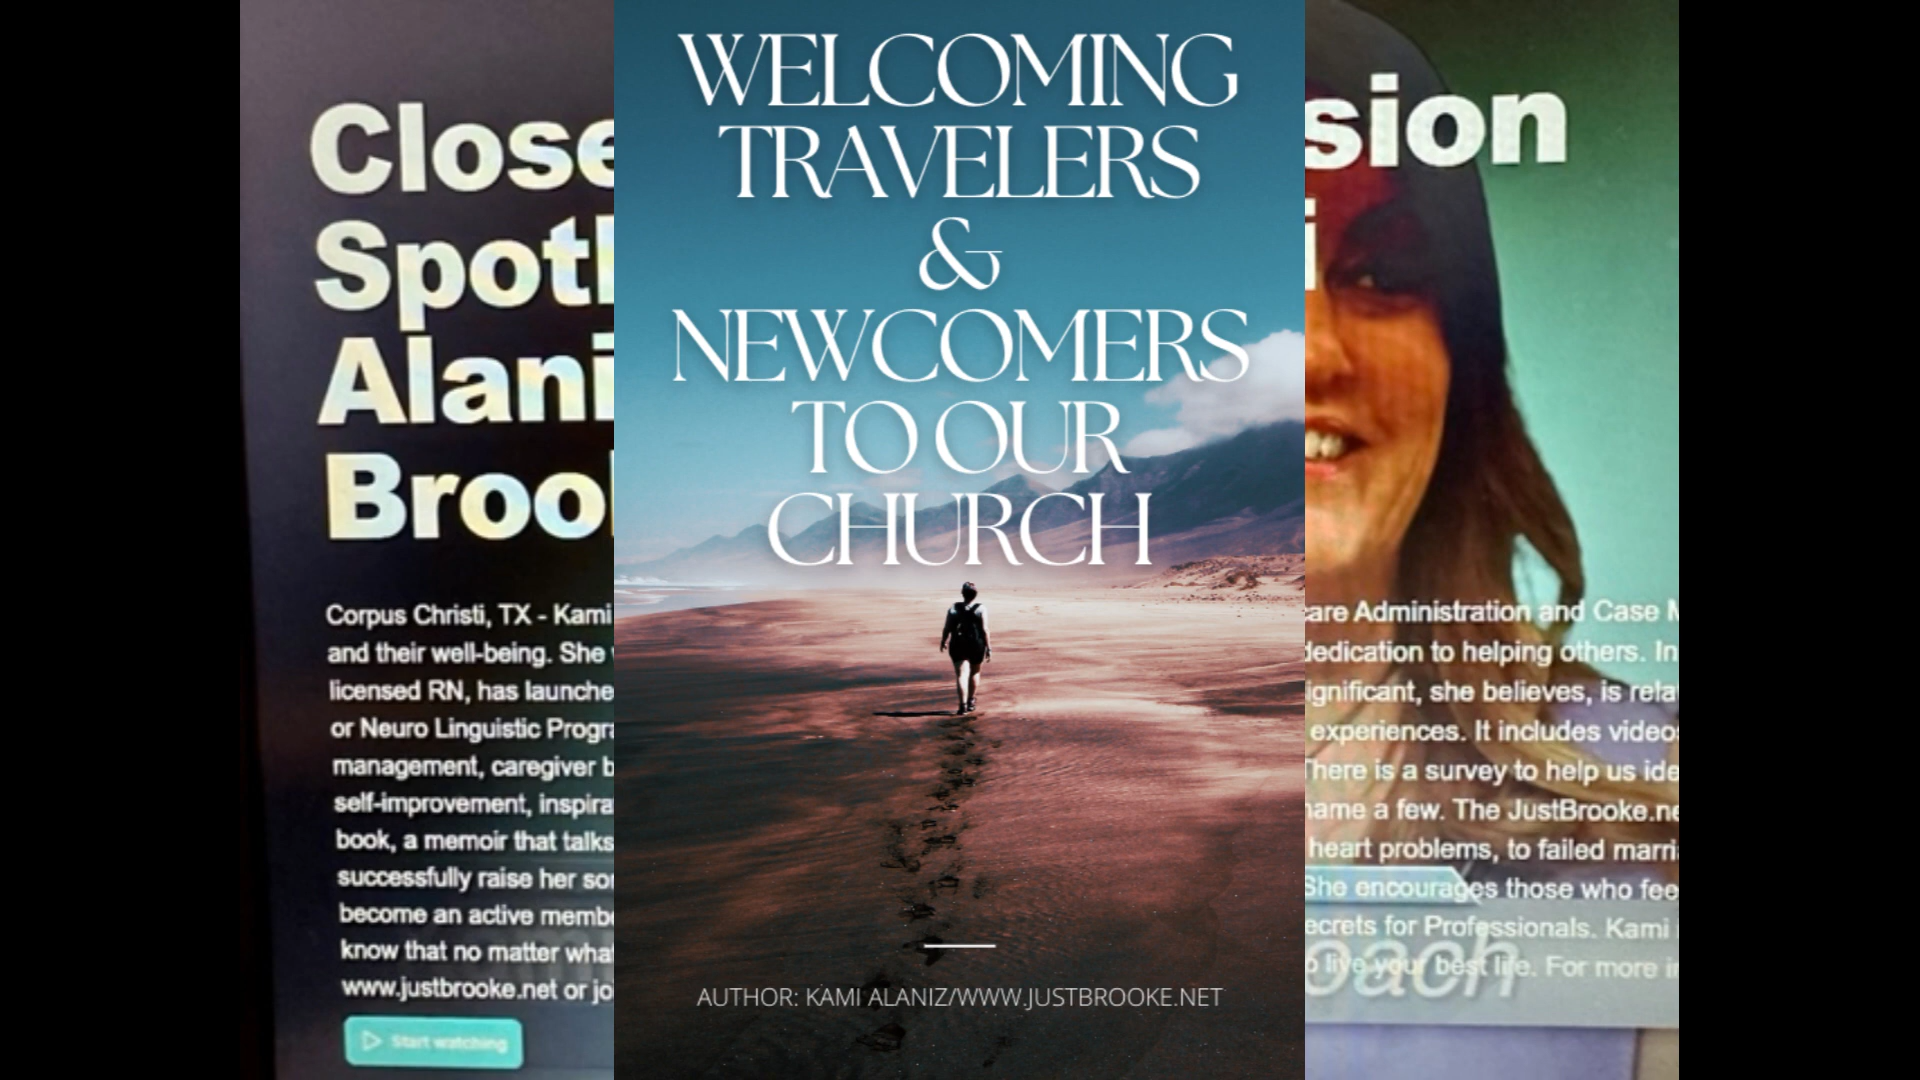 Close
Spotl
Alani
Broo
Corpus Christi, TX - Kami
and their well-being. She
licensed RN, has launche
or Neuro Linguistic Progra
management, caregiver b
self-improvement, inspira
book, a memoir that talks
successfully raise her so
become an active membe
know that no matter wha
www.justbrooke.net or jo
Start watching
WELCOMING
TRAVELERS
&
NEWCOMERS
TO OUR
CHURCH
AUTHOR: KAMI ALANIZ/WWW.JUSTBROOKE.NET
sion
i
care Administration and Case M
dedication to helping others. In
ignificant, she believes, is rela
experiences. It includes video
There is a survey to help us ide
name a few. The JustBrooke.ne
heart problems, to failed marri
She encourages those who fee
ecrets for Professionals. Kami
o live your best life. For more in
oach